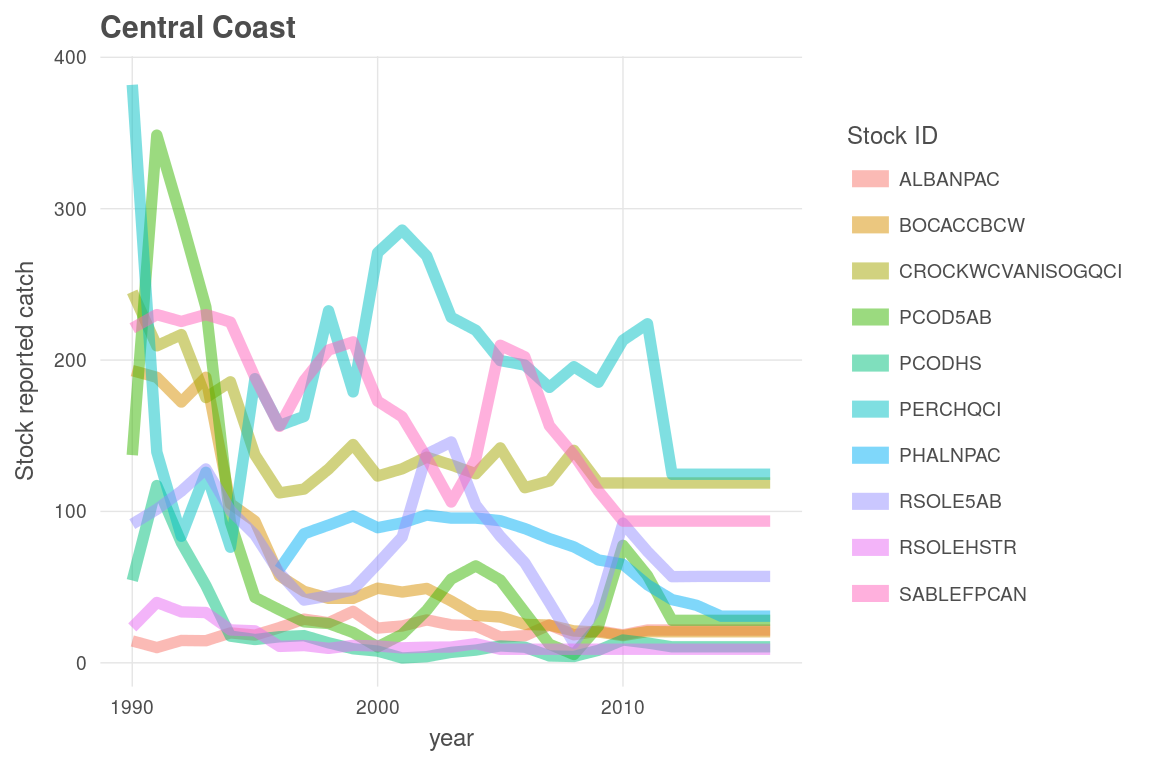 Central Coast
400
300
200
100
0
Stock reported catch
1990
2000
2010
year
Stock ID
ALBANPAC
BOCACCBCW
CROCKWCVANISOGQCI
PCOD5AB
PCODHS
PERCHQCI
PHALNPAC
RSOLE5AB
RSOLEHSTR
SABLEFPCAN